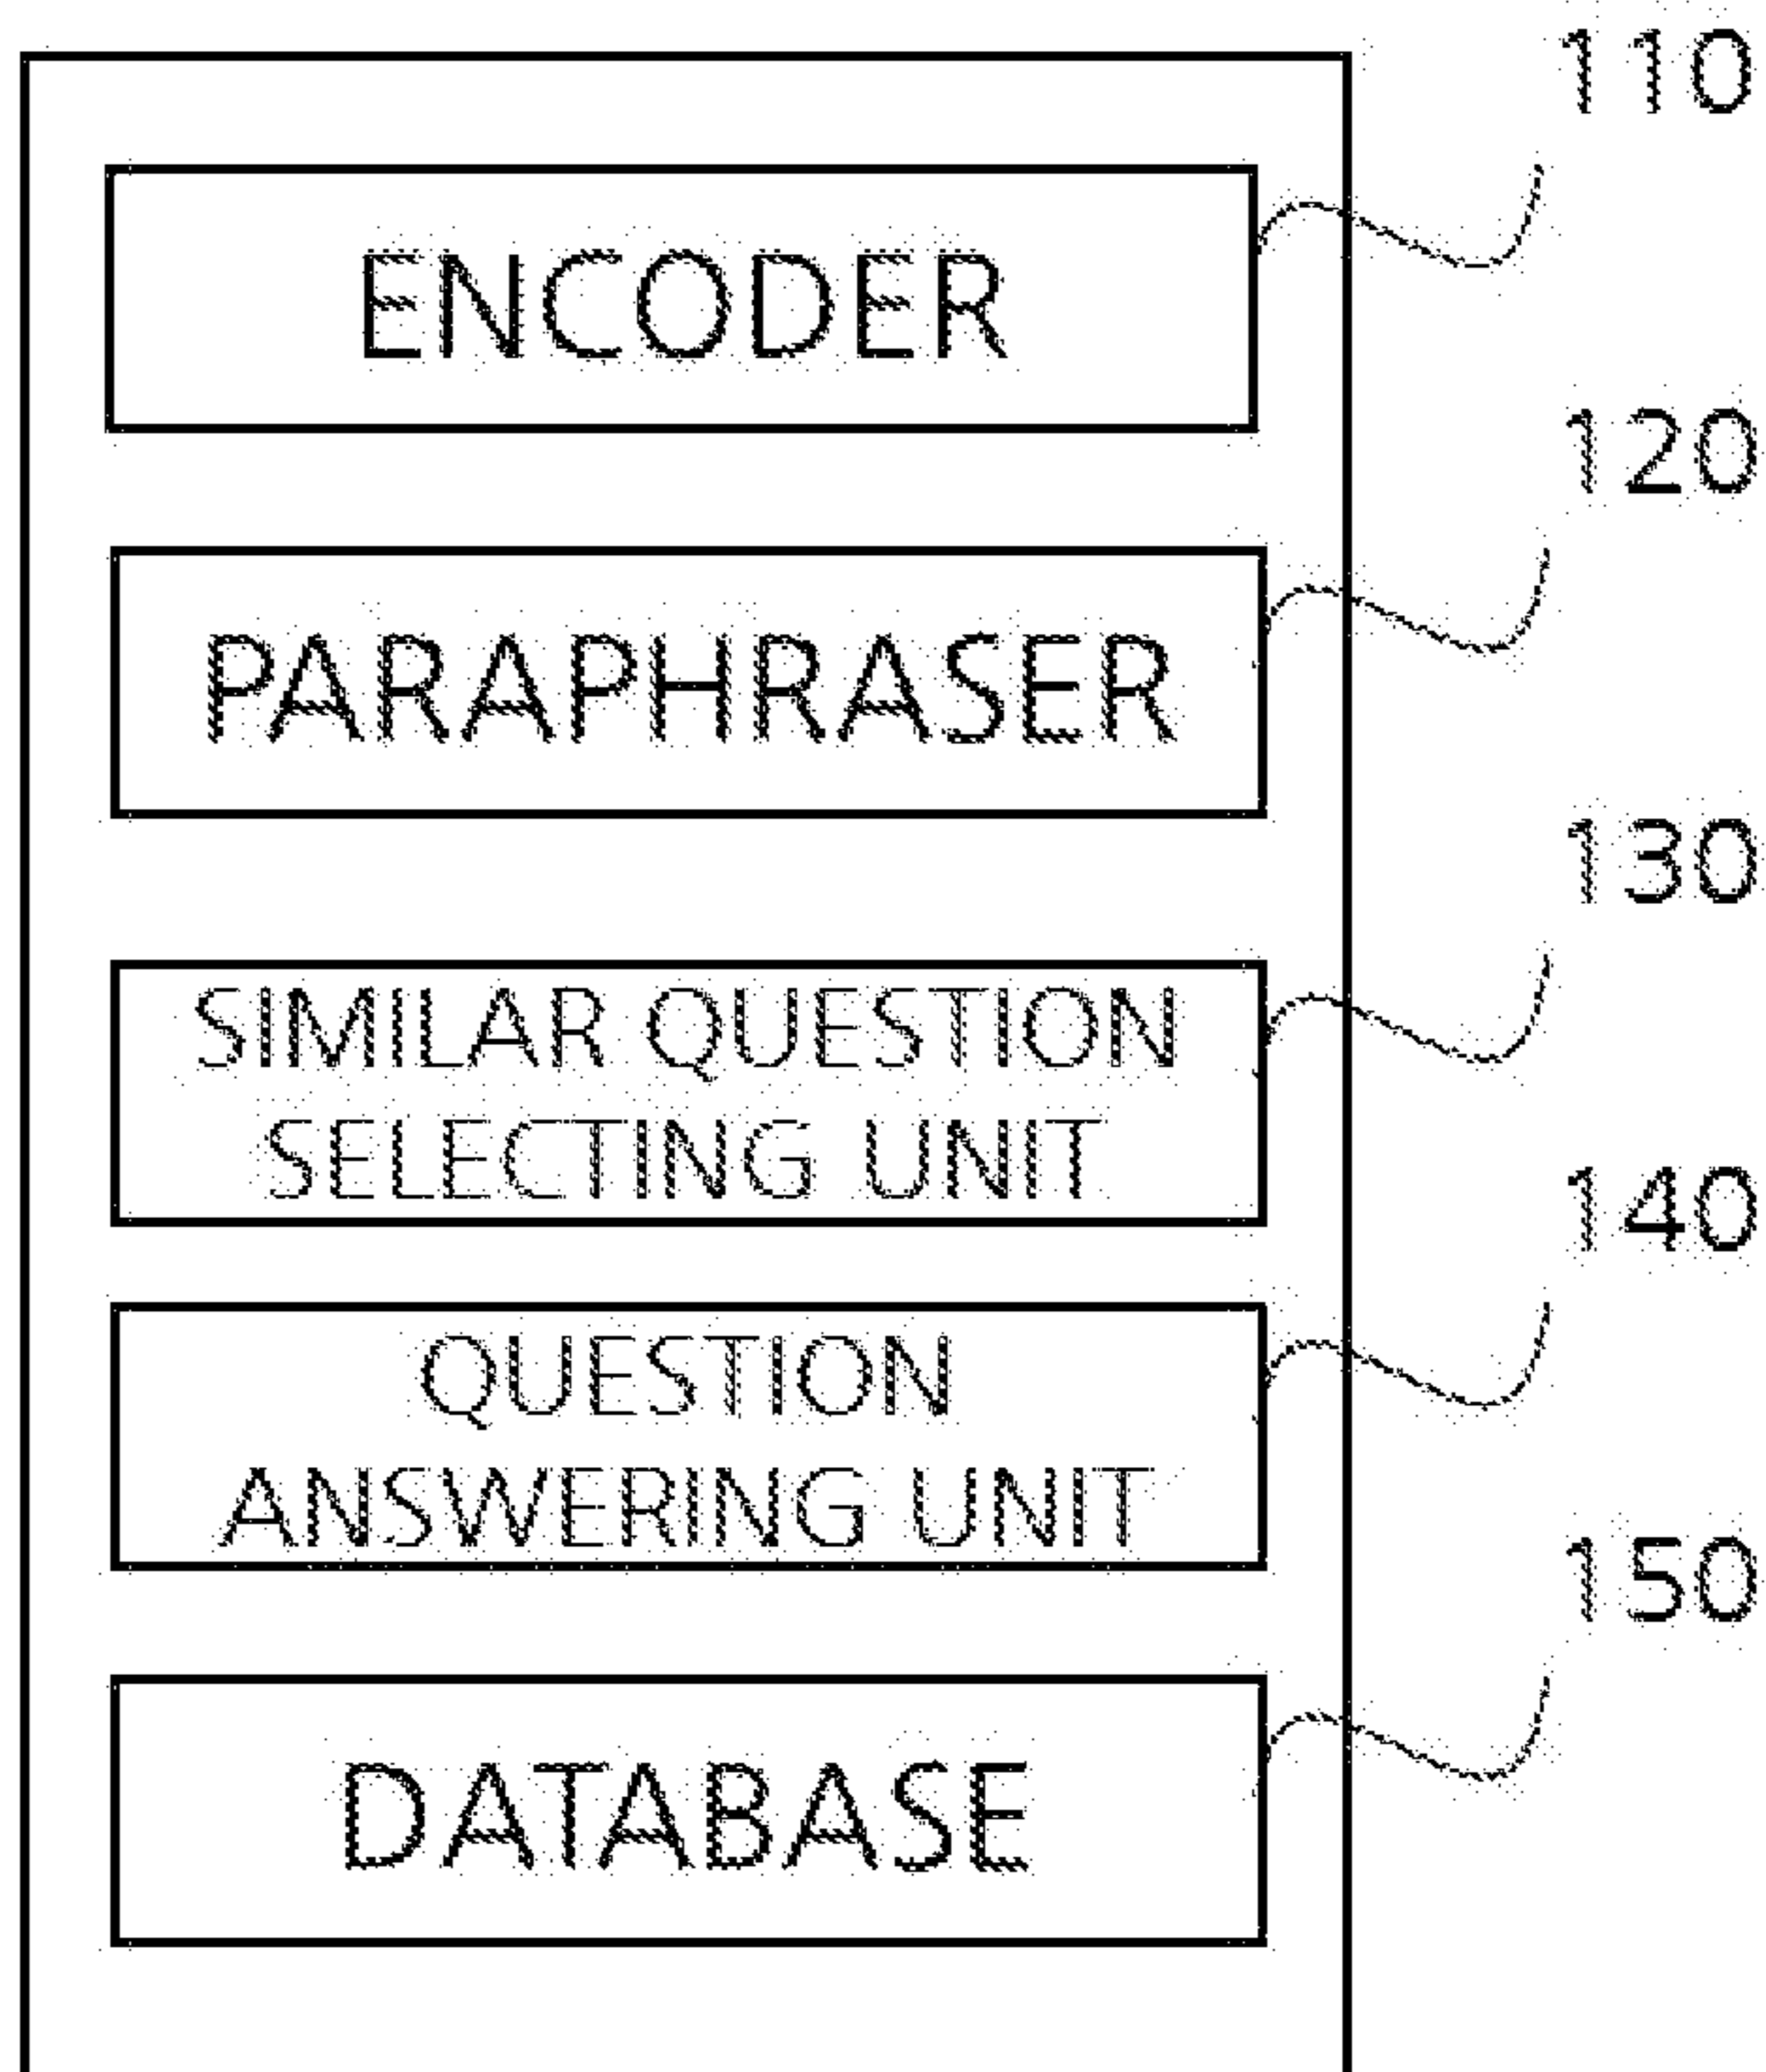 110
ENCODER
120
PARAPHRASER
130
SIMILAR QUESTION
SELECTING UNIT
140
QUESTION
ANSWERING UNIT
150
DATABASE